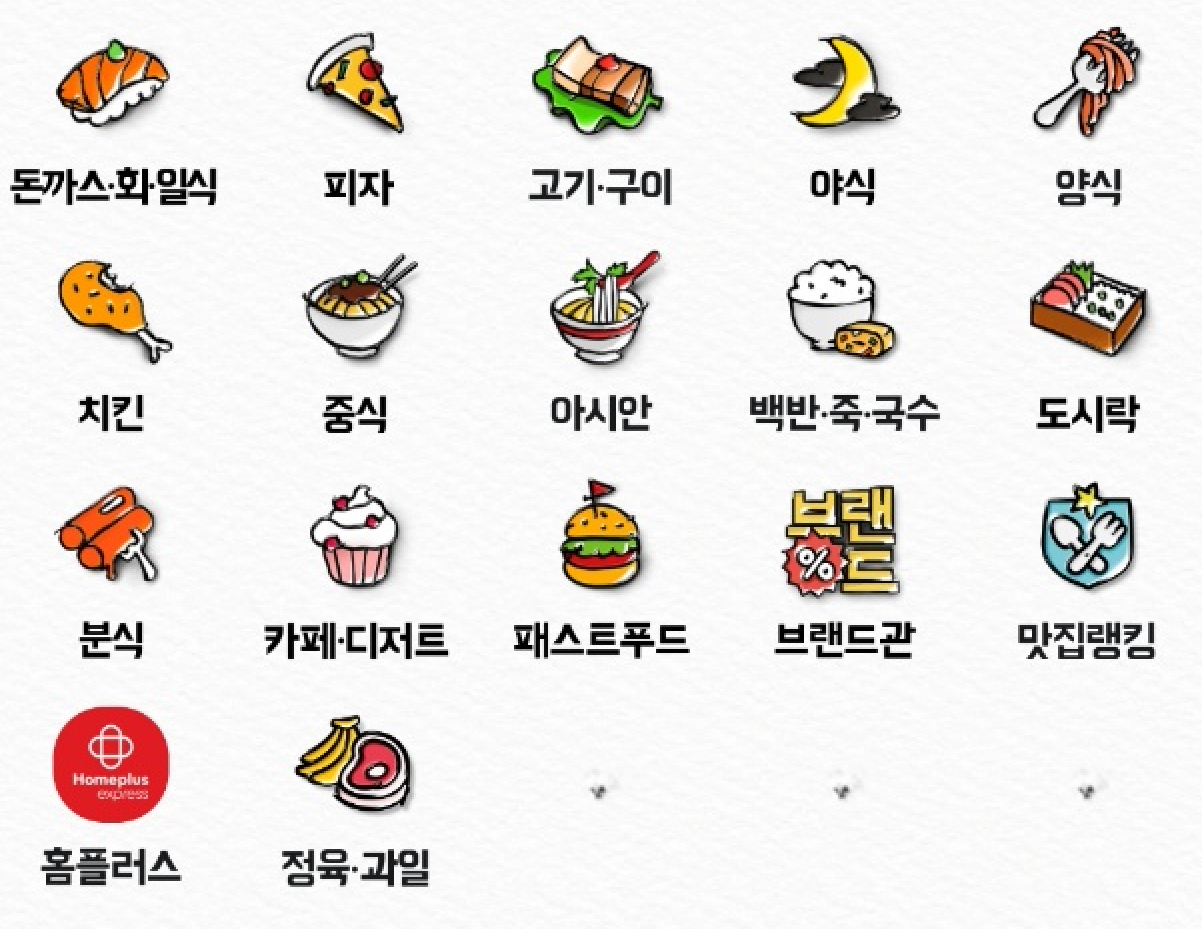 돈까스·회·일식
피자
고기·구이
야식
양식
치킨
중식
아시안
백반·죽·국수
도시락
브랜
%드
분식
카페·디저트
패스트푸드
브랜드관
맛집랭킹
Homeplus
express
홈플러스
정육·과일